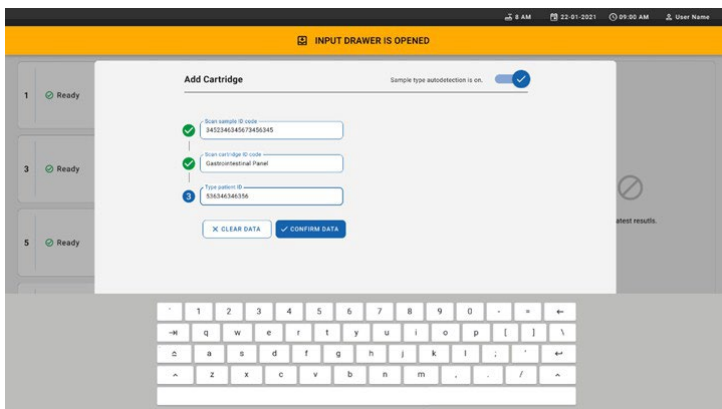 8 AM 22-01-2021 09:00 AM User Name
INPUT DRAWER IS OPENED
Add Cartridge
Sample type autodetection is on.
1 Ready
3 Ready
5 Ready
Scan sample ID code
3452346345673456345
Scan cartridge ID code
Gastrointestinal Panel
3
Type patient ID
536346346356
CLEAR DATA
CONFIRM DATA
atest resutls.
` 1 2 3 4 5 6 7 8 9 0 - =
q w e r t y u i o p [ ] \
a s d f g h j k l ; '
z x c v b n m , . /